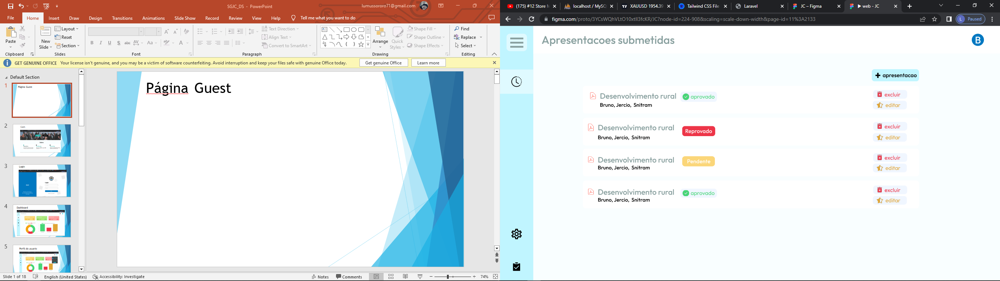 SGJC_DS - PowerPoint
lumussororo71@gmail.com
File Home Insert Draw Design Transitions Animations Slide Show Record Review View Help Tell me what you want to do
Paste
Clipboard
New Slide
Layout
Reset
Section
Slides
B I U S abc AV Aa A
Font
Text Direction
Align Text
Convert to SmartArt
Paragraph
Arrange
Quick Styles
Shape Fill
Shape Outline
Shape Effects
Drawing
Find
Replace
Select
Editing
GET GENUINE OFFICE Your license isn't genuine, and you may be a victim of software counterfeiting. Avoid interruption and keep your files safe with genuine Office today. Get genuine Office Learn more
Default Section
1
Página Guest
2
Cont.
Sobre
3
Login
Login
4
Dashboard
5
Perfil do usuario
Página Guest
Slide 1 of 18 English (United States) Accessibility: Investigate Notes Comments 74%
(175) #12 Store M localhost / MySQ XAUUSD 1954.39 Tailwind CSS File Laravel JC – Figma web - JC
figma.com/proto/3YCsWQhVLtO10xtIl3fcKR/JC?node-id=224-908&scaling=scale-down-width&page-id=11%3A2133
L Paused
Apresentacoes submetidas
B
+ apresentacao
Desenvolvimento rural aprovado
Bruno, Jercio, Snitram
excluir
editar
Desenvolvimento rural Reprovado
Bruno, Jercio, Snitram
excluir
editar
Desenvolvimento rural Pendente
Bruno, Jercio, Snitram
excluir
editar
Desenvolvimento rural aprovado
Bruno, Jercio, Snitram
excluir
editar